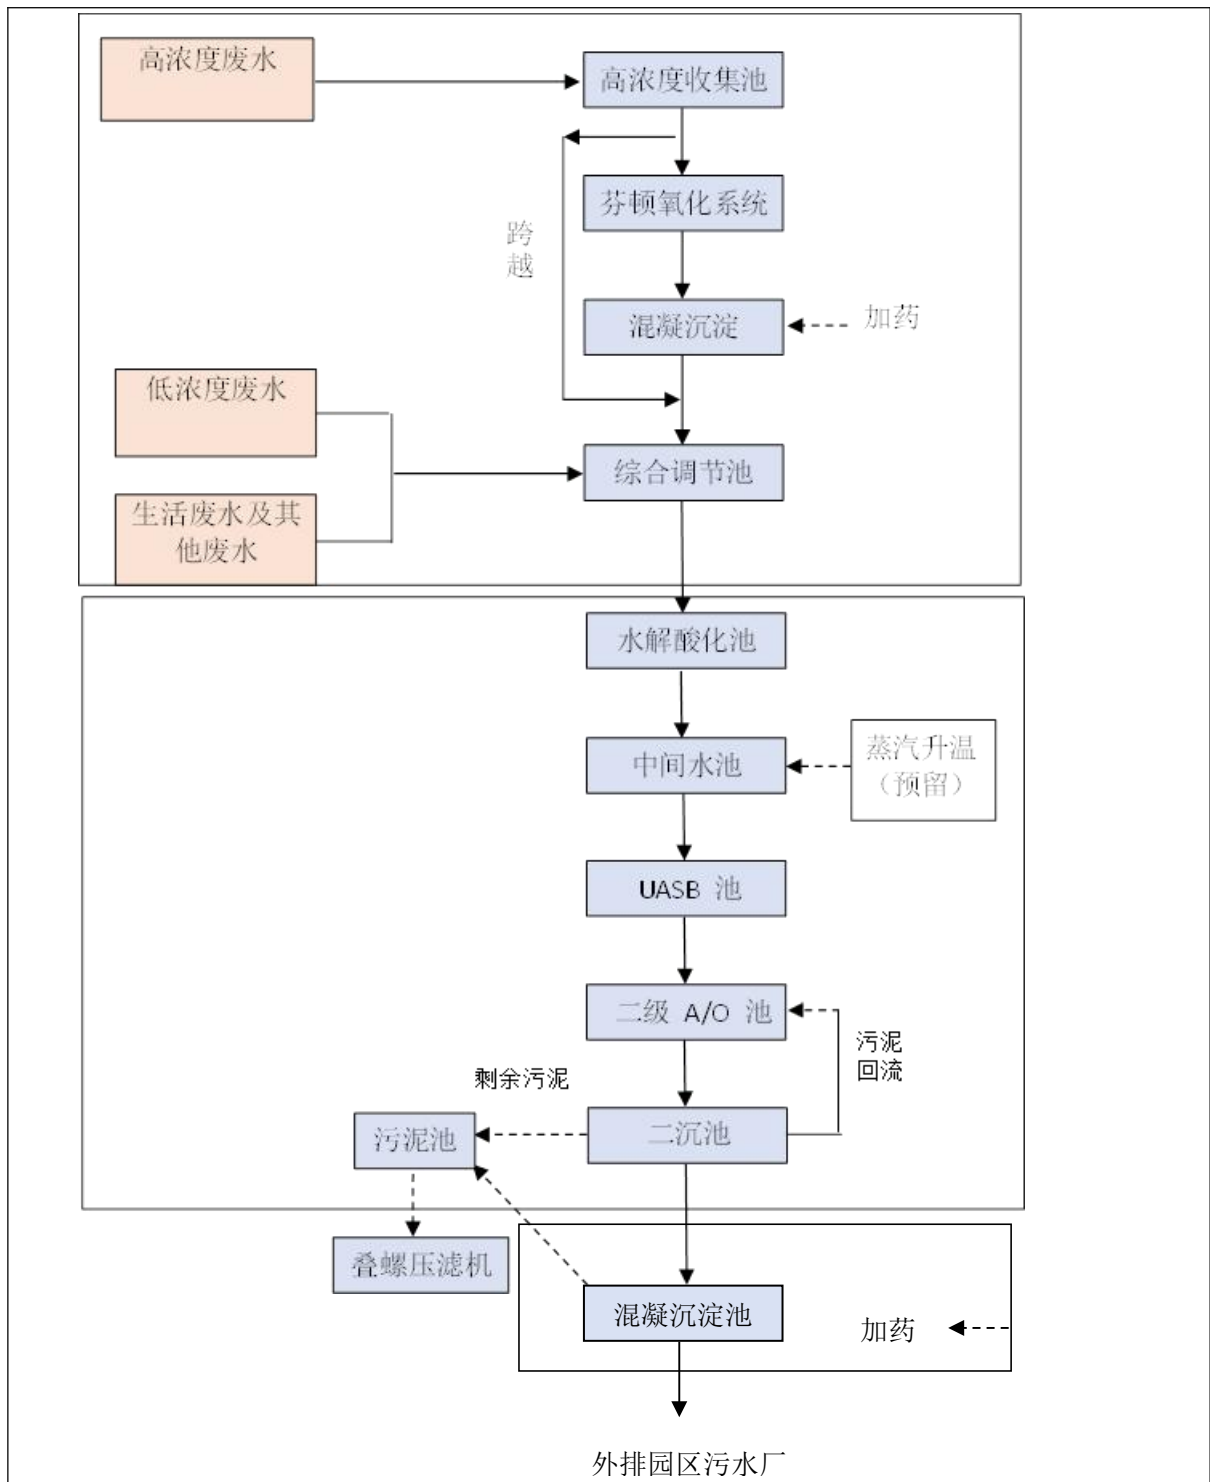 高浓度废水
高浓度收集池
芬顿氧化系统
跨
越
混凝沉淀
加药
低浓度废水
综合调节池
生活废水及其
他废水
水解酸化池
中间水池
蒸汽升温
（预留）
UASB 池
二级 A/O 池
污泥
回流
剩余污泥
二沉池
污泥池
叠螺压滤机
混凝沉淀池
加药
外排园区污水厂